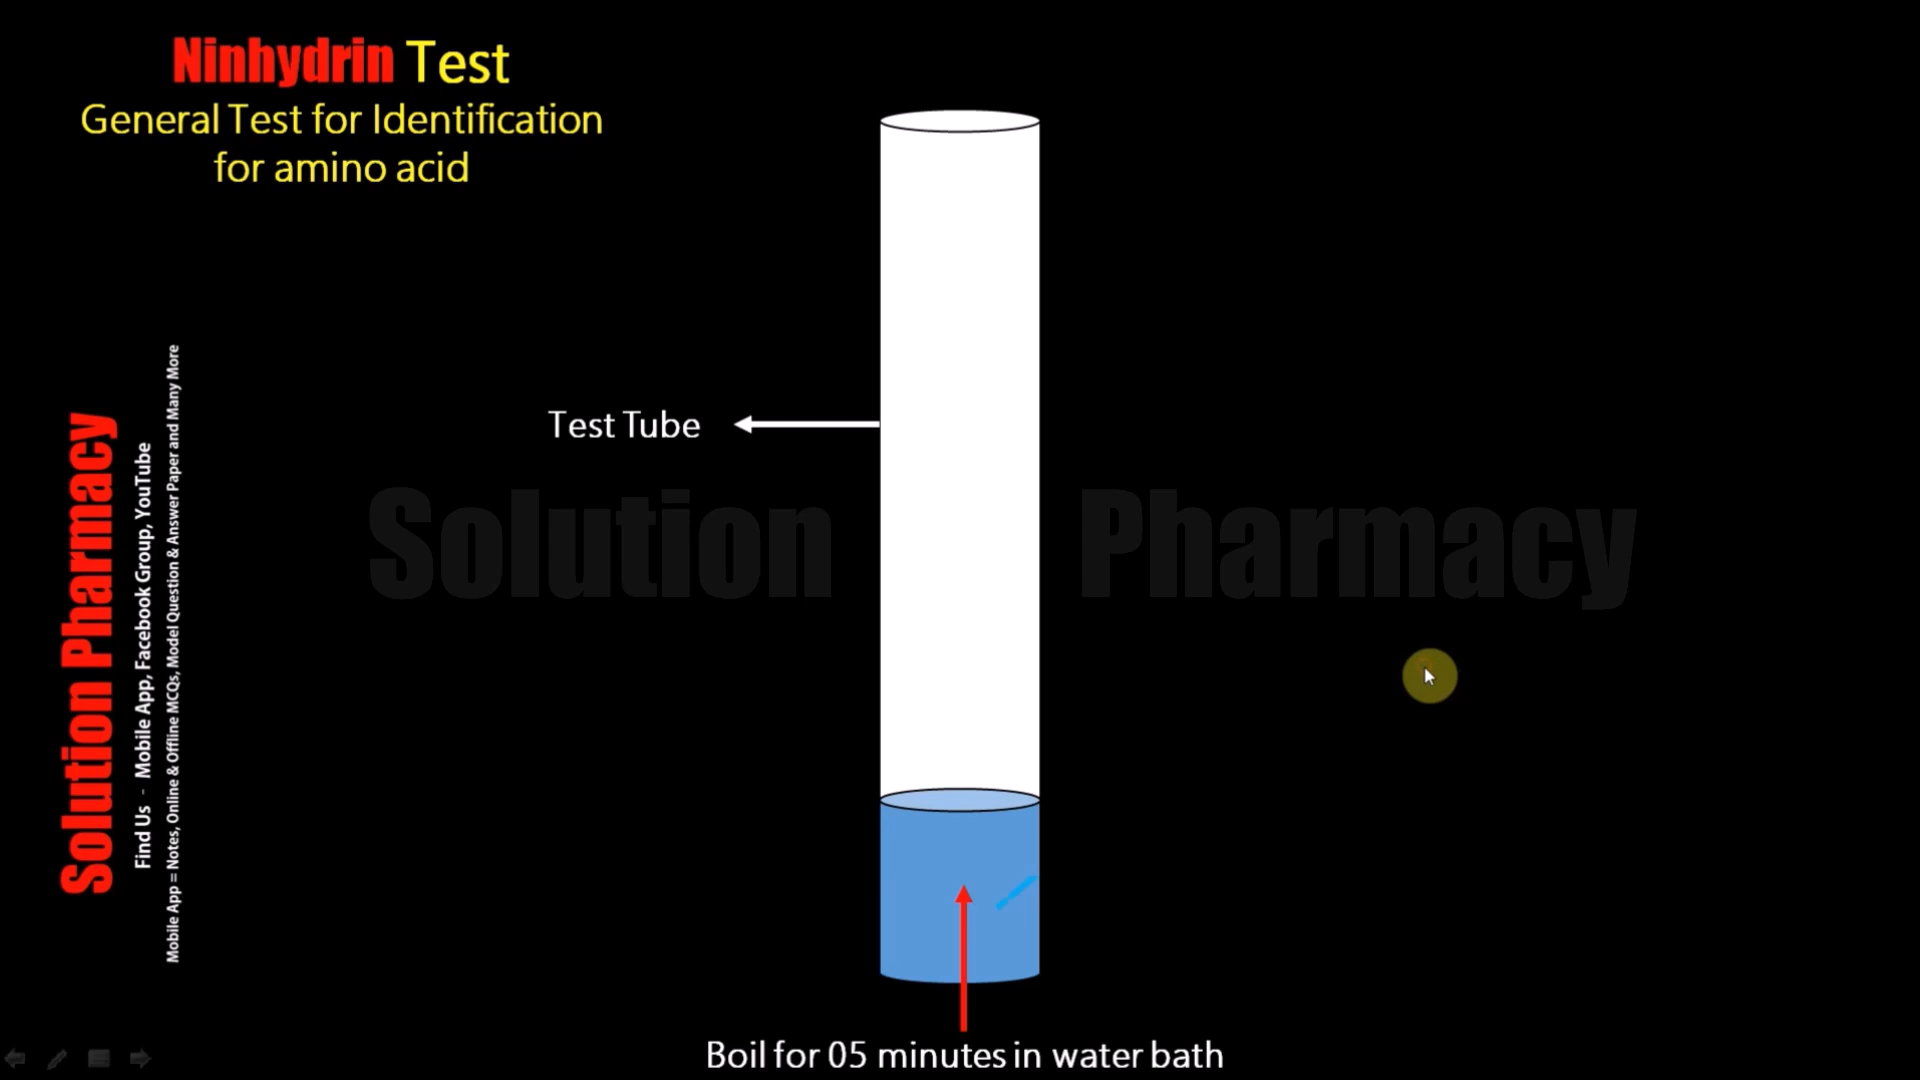 Ninhydrin Test
General Test for Identification
for amino acid
Test Tube
Solution Pharmacy
Solution Pharmacy
Find Us - Mobile App, Facebook Group, YouTube
Mobile App = Notes, Online & Offline MCQs, Model Question & Answer Paper and Many More
Boil for 05 minutes in water bath